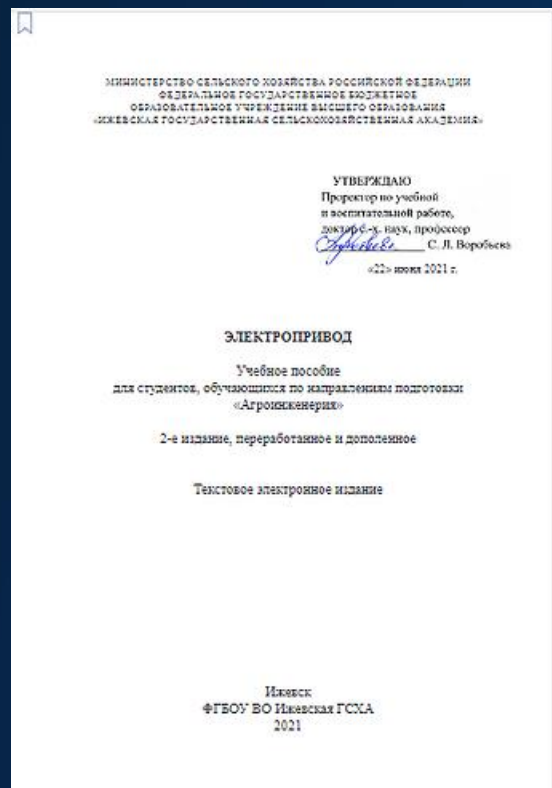 МИНИСТЕРСТВО СЕЛЬСКОГО ХОЗЯЙСТВА РОССИЙСКОЙ ФЕДЕРАЦИИ
ФЕДЕРАЛЬНОЕ ГОСУДАРСТВЕННОЕ БЮДЖЕТНОЕ
ОБРАЗОВАТЕЛЬНОЕ УЧРЕЖДЕНИЕ ВЫСШЕГО ОБРАЗОВАНИЯ
«ИЖЕВСКАЯ ГОСУДАРСТВЕННАЯ СЕЛЬСКОХОЗЯЙСТВЕННАЯ АКАДЕМИЯ»
УТВЕРЖДАЮ
Проректор по учебной
и воспитательной работе,
доктор с.-х. наук, профессор
С. Л. Воробьева
«22» июня 2021 г.
ЭЛЕКТРОПРИВОД
Учебное пособие
для студентов, обучающихся по направлениям подготовки
«Агроинженерия»
2-е издание, переработанное и дополенное
Текстовое электронное издание
Ижевск
ФГБОУ ВО Ижевская ГСХА
2021